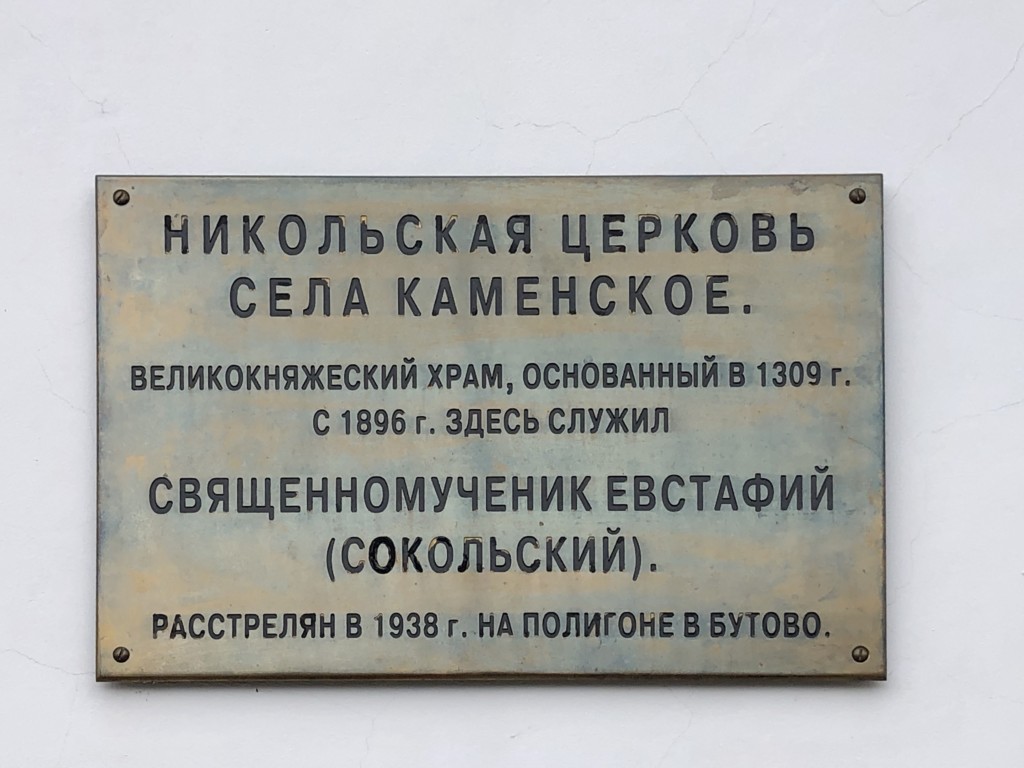 НИКОЛЬСКАЯ ЦЕРКОВЬ
СЕЛА КАМЕНСКОЕ.
ВЕЛИКОКНЯЖЕСКИЙ ХРАМ, ОСНОВАННЫЙ В 1309 г.
С 1896 г. ЗДЕСЬ СЛУЖИЛ
СВЯЩЕННОМУЧЕНИК ЕВСТАФИЙ
(СОКОЛЬСКИЙ).
РАССТРЕЛЯН В 1938 г. НА ПОЛИГОНЕ В БУТОВО.